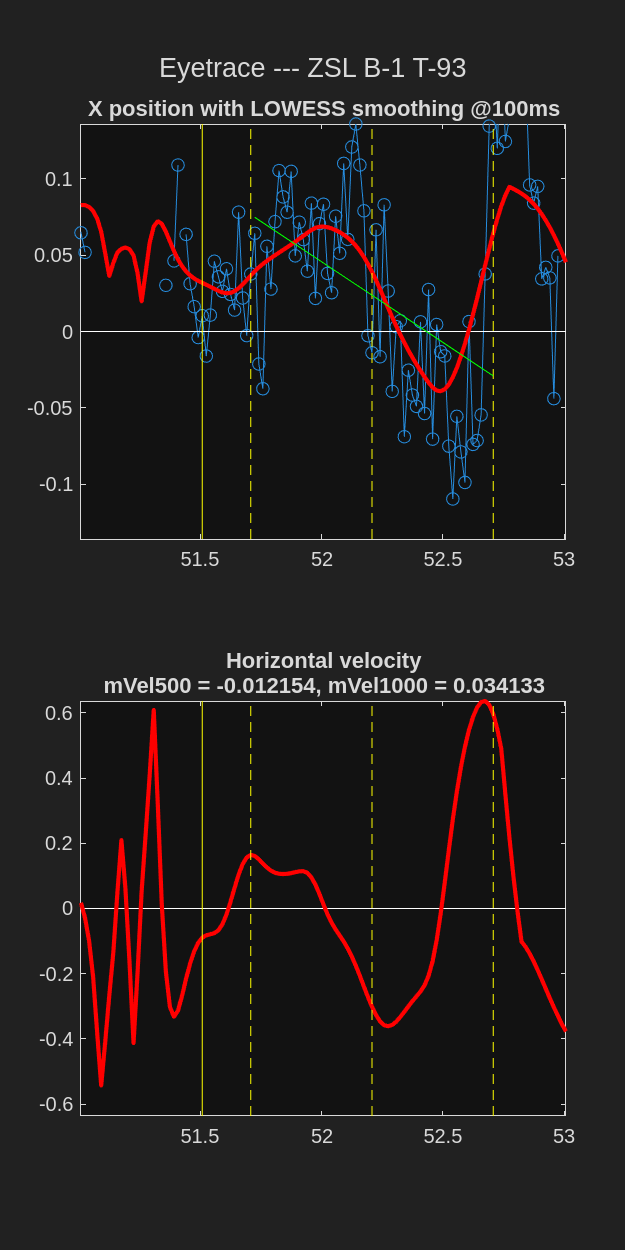 Eyetrace --- ZSL B-1 T-93
X position with LOWESS smoothing @100ms
0.1
0.05
0
-0.05
-0.1
51.5 52 52.5 53
Horizontal velocity
mVel500 = -0.012154, mVel1000 = 0.034133
0.6
0.4
0.2
0
-0.2
-0.4
-0.6
51.5 52 52.5 53